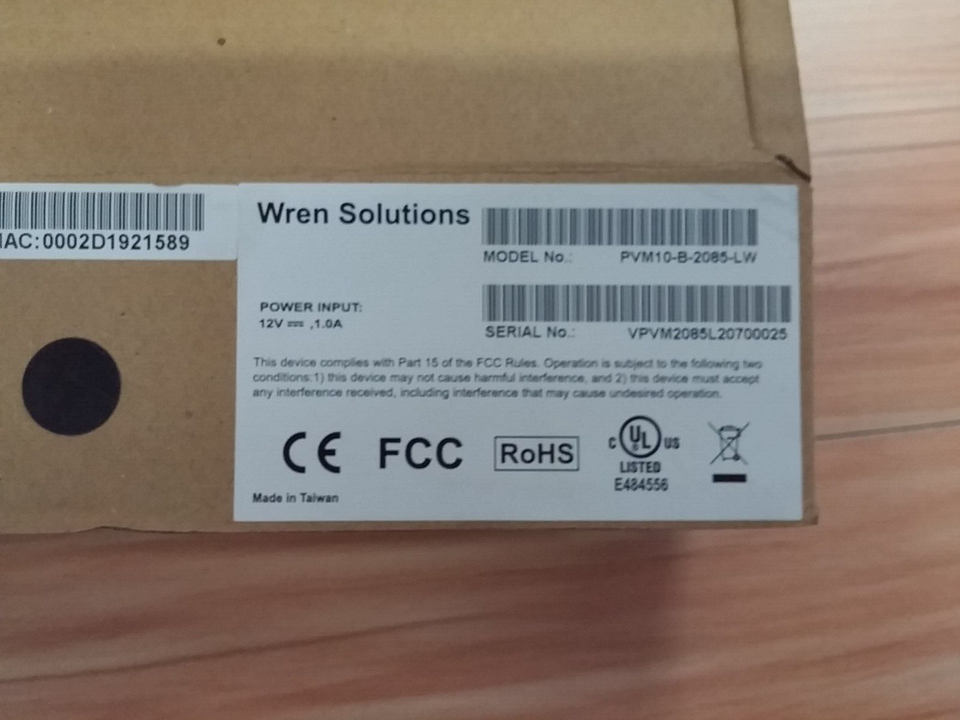 Wren Solutions
MODEL No.: PVM10-B-2085-LW
AC:0002D1921589
POWER INPUT:
12V ⎓ ,1.0A
SERIAL No.: VPVM2085L20700025
This device complies with Part 15 of the FCC Rules. Operation is subject to the following two
conditions:1) this device may not cause harmful interference, and 2) this device must accept
any interference received, including interference that may cause undesired operation.
CE FCC RoHS c UL us
LISTED
E484556
Made in Taiwan